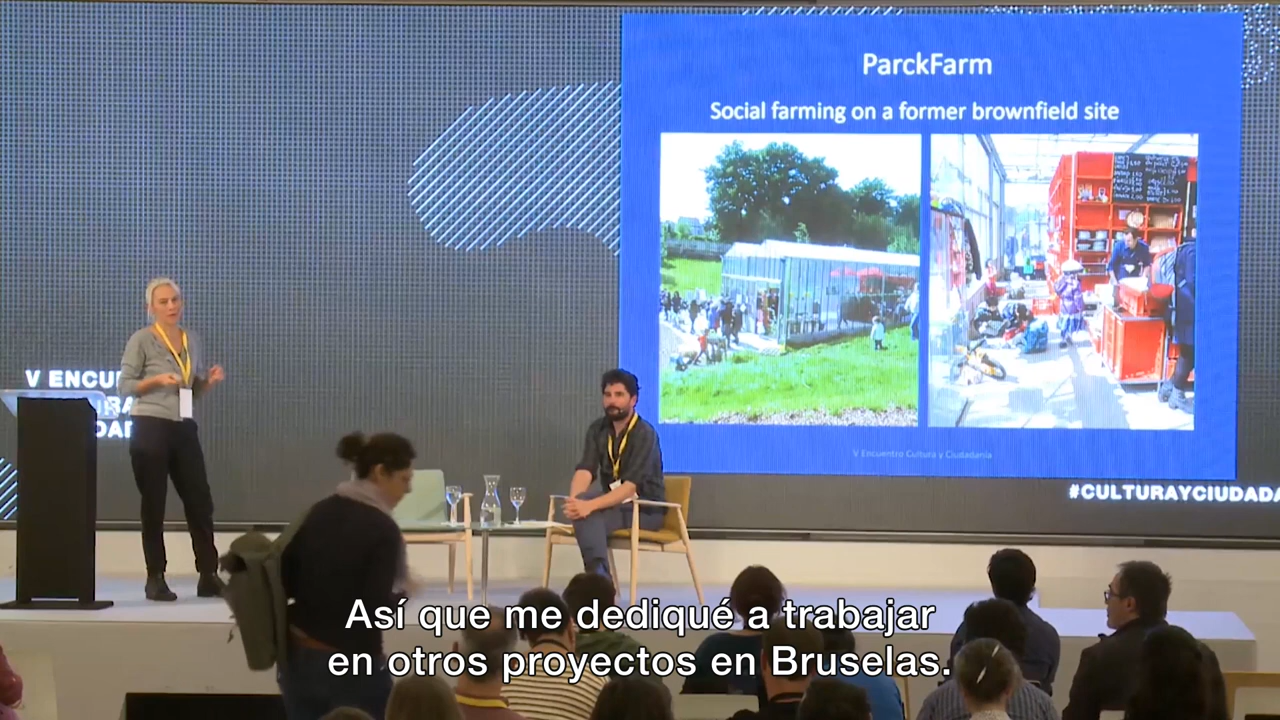 ParckFarm
Social farming on a former brownfield site
V Encuentro Cultura y Ciudadanía
V ENCU
#CULTURAYCIUDADA
Así que me dediqué a trabajar
en otros proyectos en Bruselas.